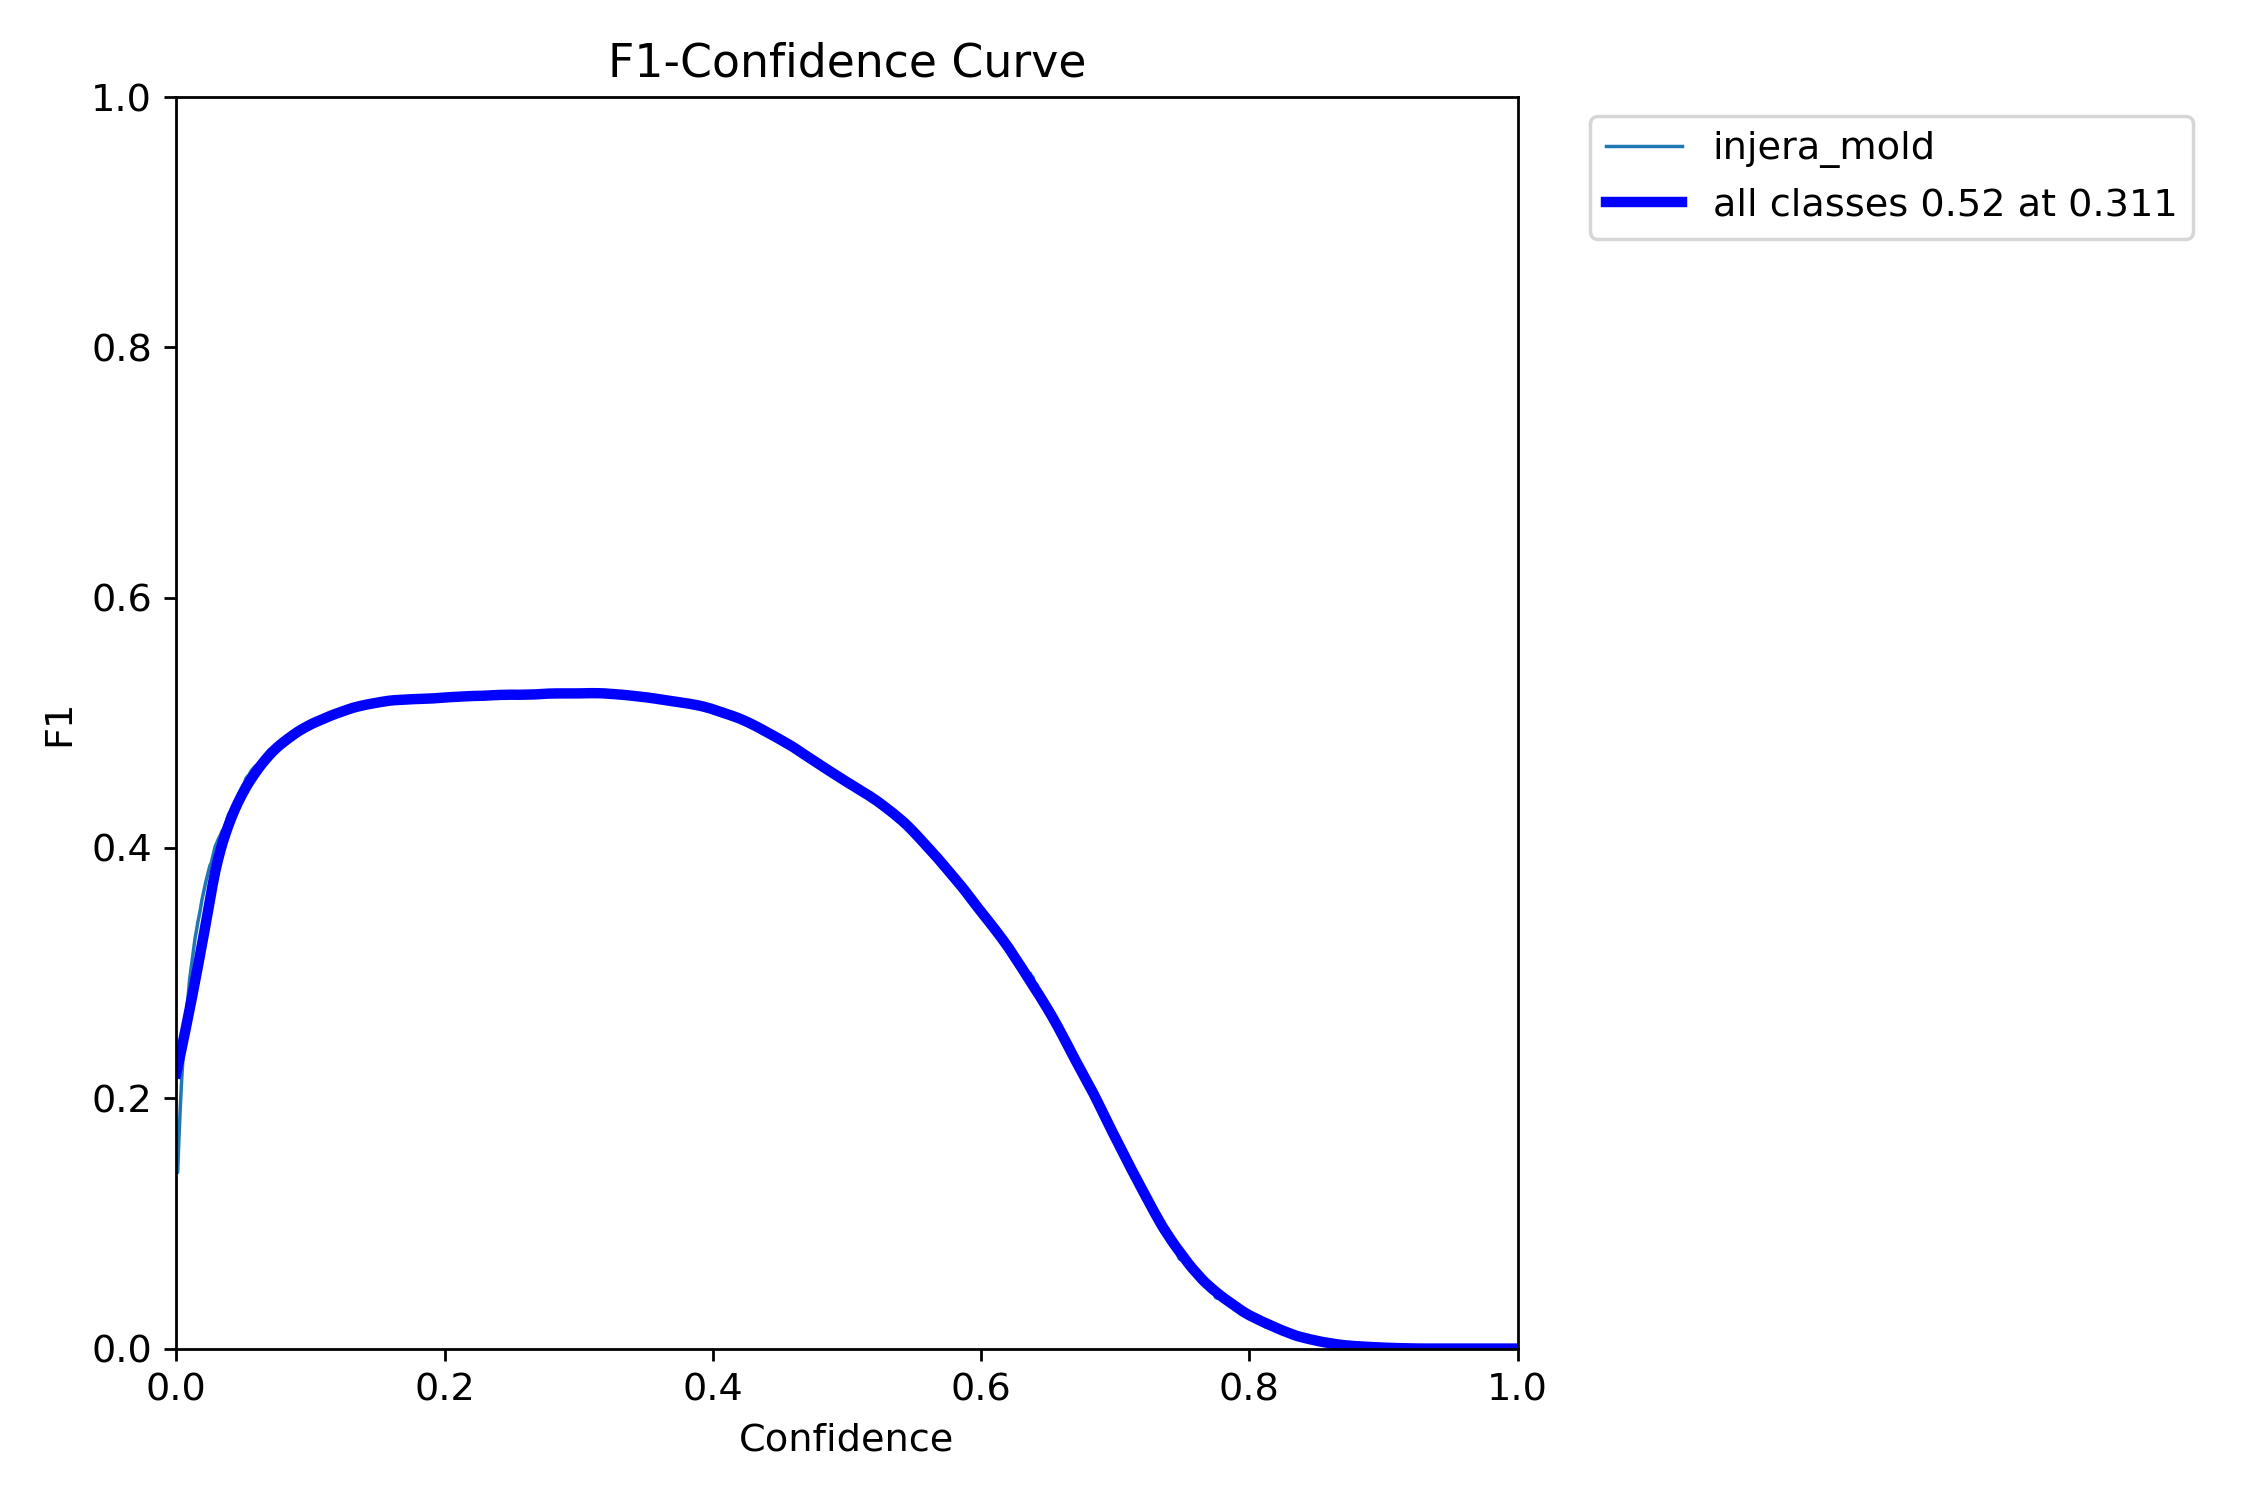 F1-Confidence Curve
1.0
0.8
0.6
0.4
0.2
0.0
F1
0.0 0.2 0.4 0.6 0.8 1.0
Confidence
injera_mold
all classes 0.52 at 0.311